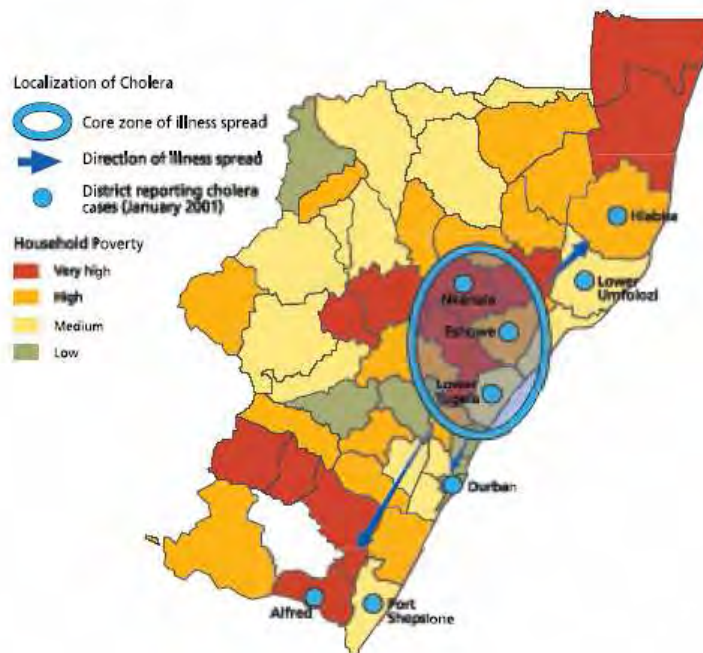 Localization of Cholera
Core zone of illness spread
Direction of illness spread
District reporting cholera
cases (January 2001)
Household Poverty
Very high
High
Medium
Low
Hlabisa
Lower
Umfolozi
Nkandla
Eshowe
Lower
Tugela
Durban
Alfred
Port
Shepstone